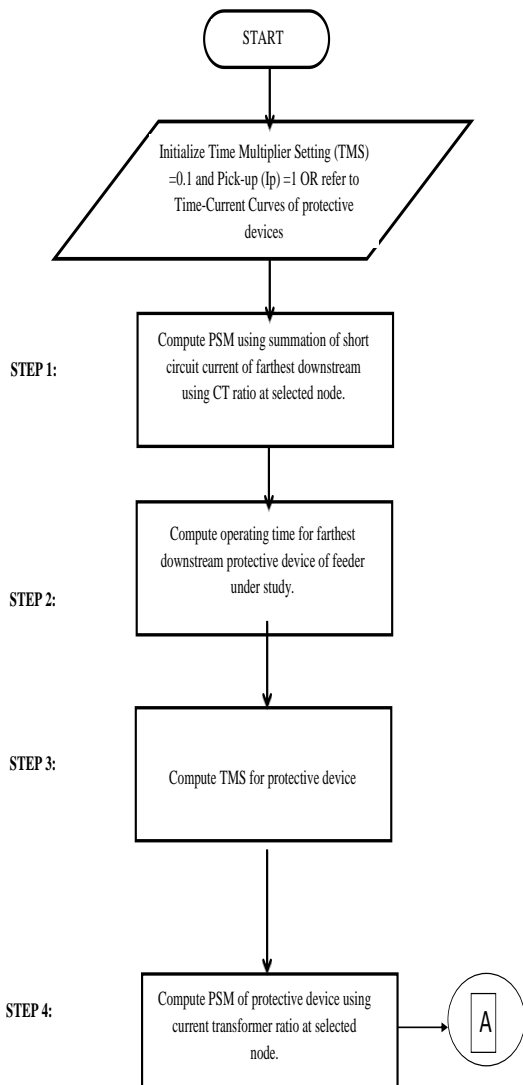 START
Initialize Time Multiplier Setting (TMS)
=0.1 and Pick-up (Ip) =1 OR refer to
Time-Current Curves of protective
devices
STEP 1:
Compute PSM using summation of short
circuit current of farthest downstream
using CT ratio at selected node.
STEP 2:
Compute operating time for farthest
downstream protective device of feeder
under study.
STEP 3:
Compute TMS for protective device
STEP 4:
Compute PSM of protective device using
current transformer ratio at selected
node.
A